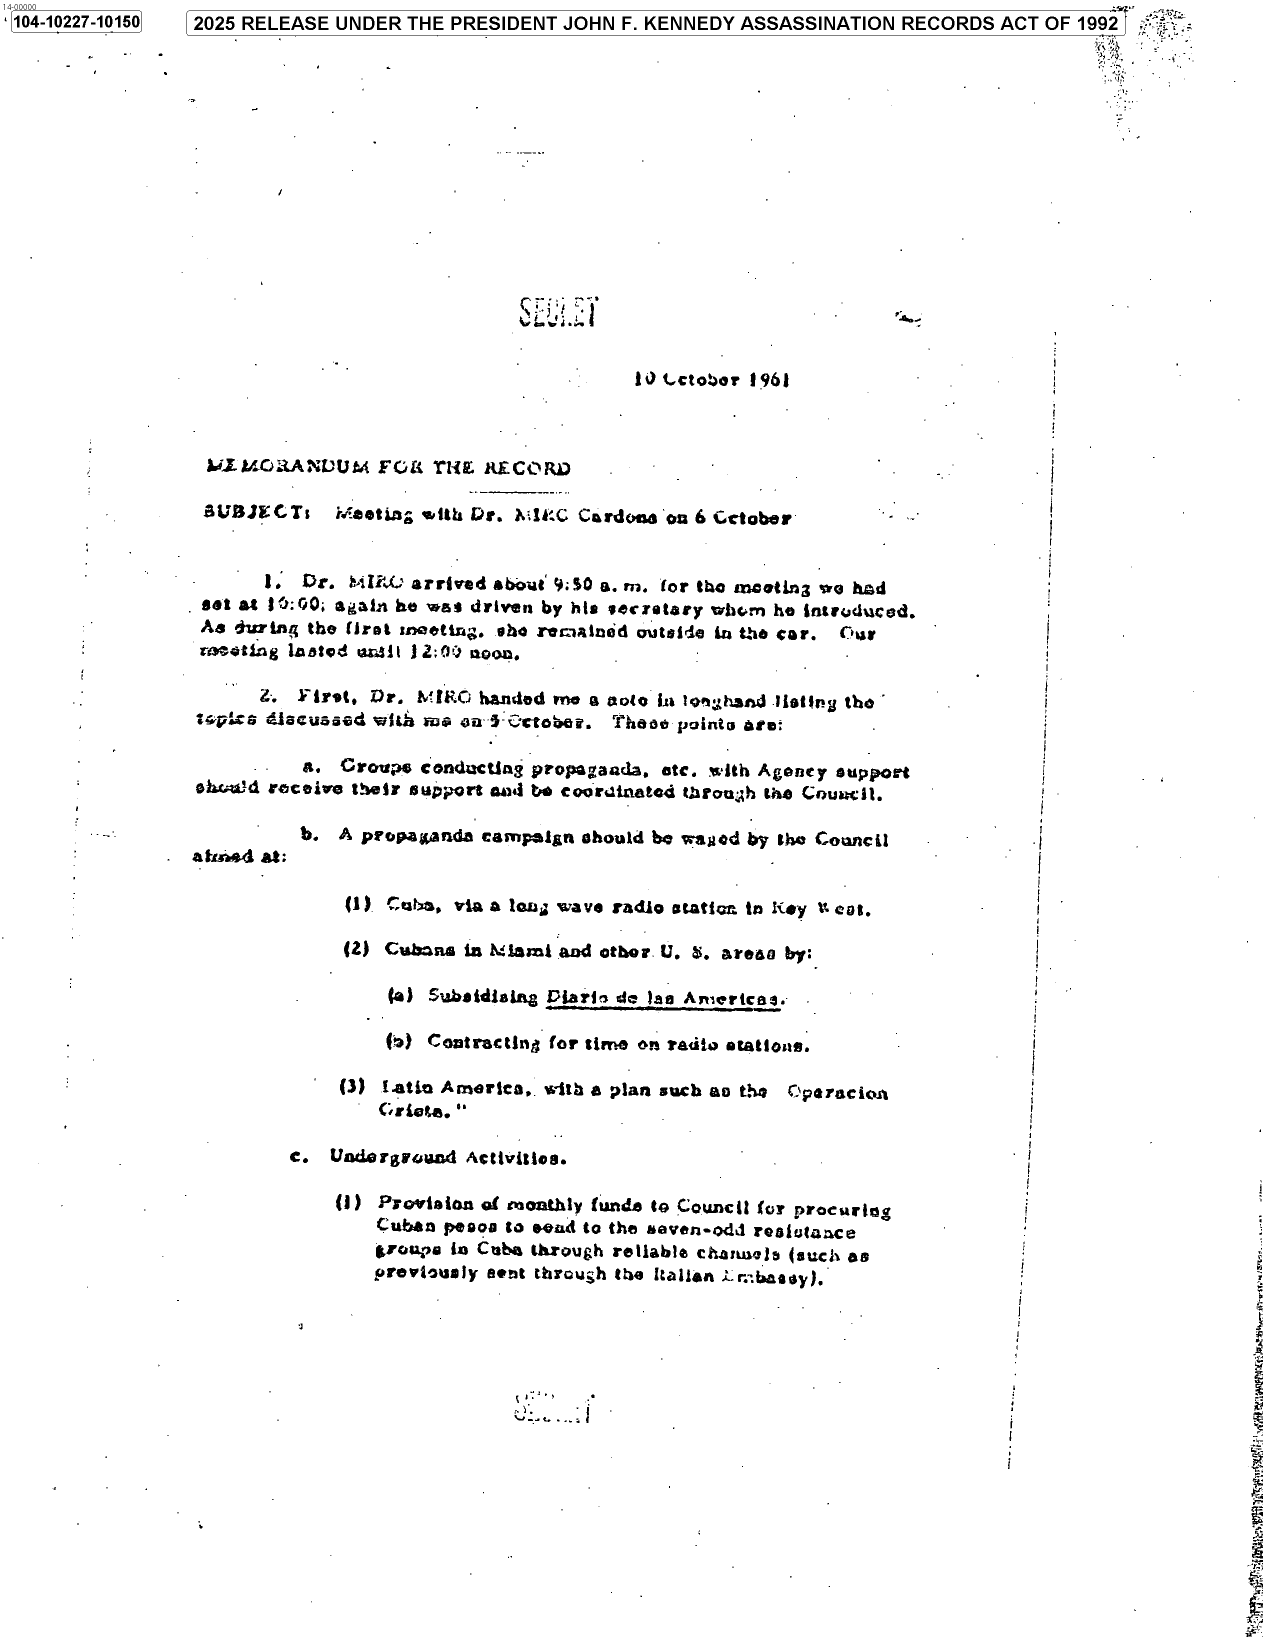 14-00000
104-10227-10150
2025 RELEASE UNDER THE PRESIDENT JOHN F. KENNEDY ASSASSINATION RECORDS ACT OF 1992
SECRET
10 October 1961
MEMORANDUM FOR THE RECORD
SUBJECT: Meeting with Dr. MIRO Cardona on 6 October
1. Dr. MIRO arrived about 9:50 a. m. for the meeting we had
set at 10:00; again he was driven by his secretary whom he introduced.
As during the first meeting, she remained outside in the car. Our
meeting lasted until 12:00 noon.
2. First, Dr. MIRO handed me a note in longhand listing the
topics discussed with me on 5 October. These points are:
a. Groups conducting propaganda, etc. with Agency support
should receive their support and be coordinated through the Council.
b. A propaganda campaign should be waged by the Council
aimed at:
(1) Cuba, via a long wave radio station in Key West.
(2) Cubans in Miami and other U. S. areas by:
(a) Subsidising Diario de las Americas.
(b) Contracting for time on radio stations.
(3) Latin America, with a plan such as the Operacion
"
c. Underground Activities.
(1) Provision of monthly funds to Council for procuring
Cuban pesos to send to the seven-odd resistance
groups in Cuba through reliable channels (such as
previously sent through the Italian Embassy).
SECRET